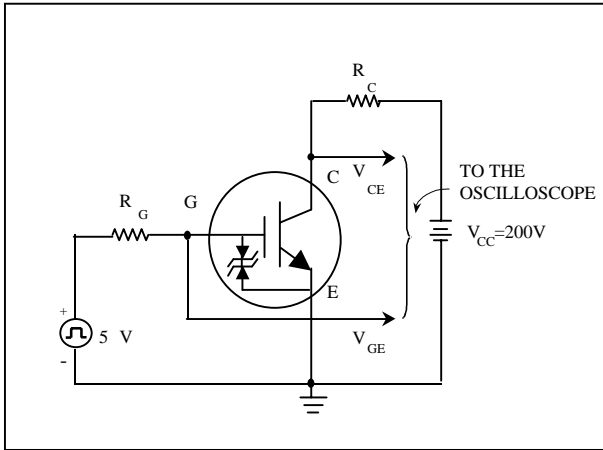 R C
C
V CE
TO THE
OSCILLOSCOPE
V CC=200V
R G
G
E
+
5 V
-
V GE